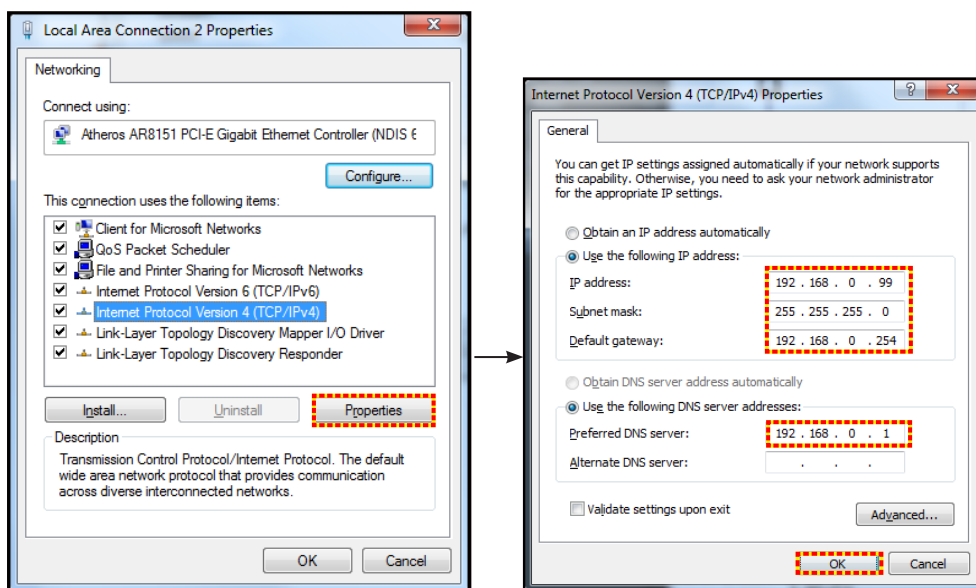 Local Area Connection 2 Properties
Networking
Connect using:
Atheros AR8151 PCI-E Gigabit Ethernet Controller (NDIS 6
Configure...
This connection uses the following items:
Client for Microsoft Networks
QoS Packet Scheduler
File and Printer Sharing for Microsoft Networks
Internet Protocol Version 6 (TCP/IPv6)
Internet Protocol Version 4 (TCP/IPv4)
Link-Layer Topology Discovery Mapper I/O Driver
Link-Layer Topology Discovery Responder
Install...
Uninstall
Properties
Description
Transmission Control Protocol/Internet Protocol. The default
wide area network protocol that provides communication
across diverse interconnected networks.
OK
Cancel
Internet Protocol Version 4 (TCP/IPv4) Properties
General
You can get IP settings assigned automatically if your network supports
this capability. Otherwise, you need to ask your network administrator
for the appropriate IP settings.
Obtain an IP address automatically
Use the following IP address:
IP address: 192 . 168 . 0 . 99
Subnet mask: 255 . 255 . 255 . 0
Default gateway: 192 . 168 . 0 . 254
Obtain DNS server address automatically
Use the following DNS server addresses:
Preferred DNS server: 192 . 168 . 0 . 1
Alternate DNS server: . . .
Validate settings upon exit
Advanced...
OK
Cancel